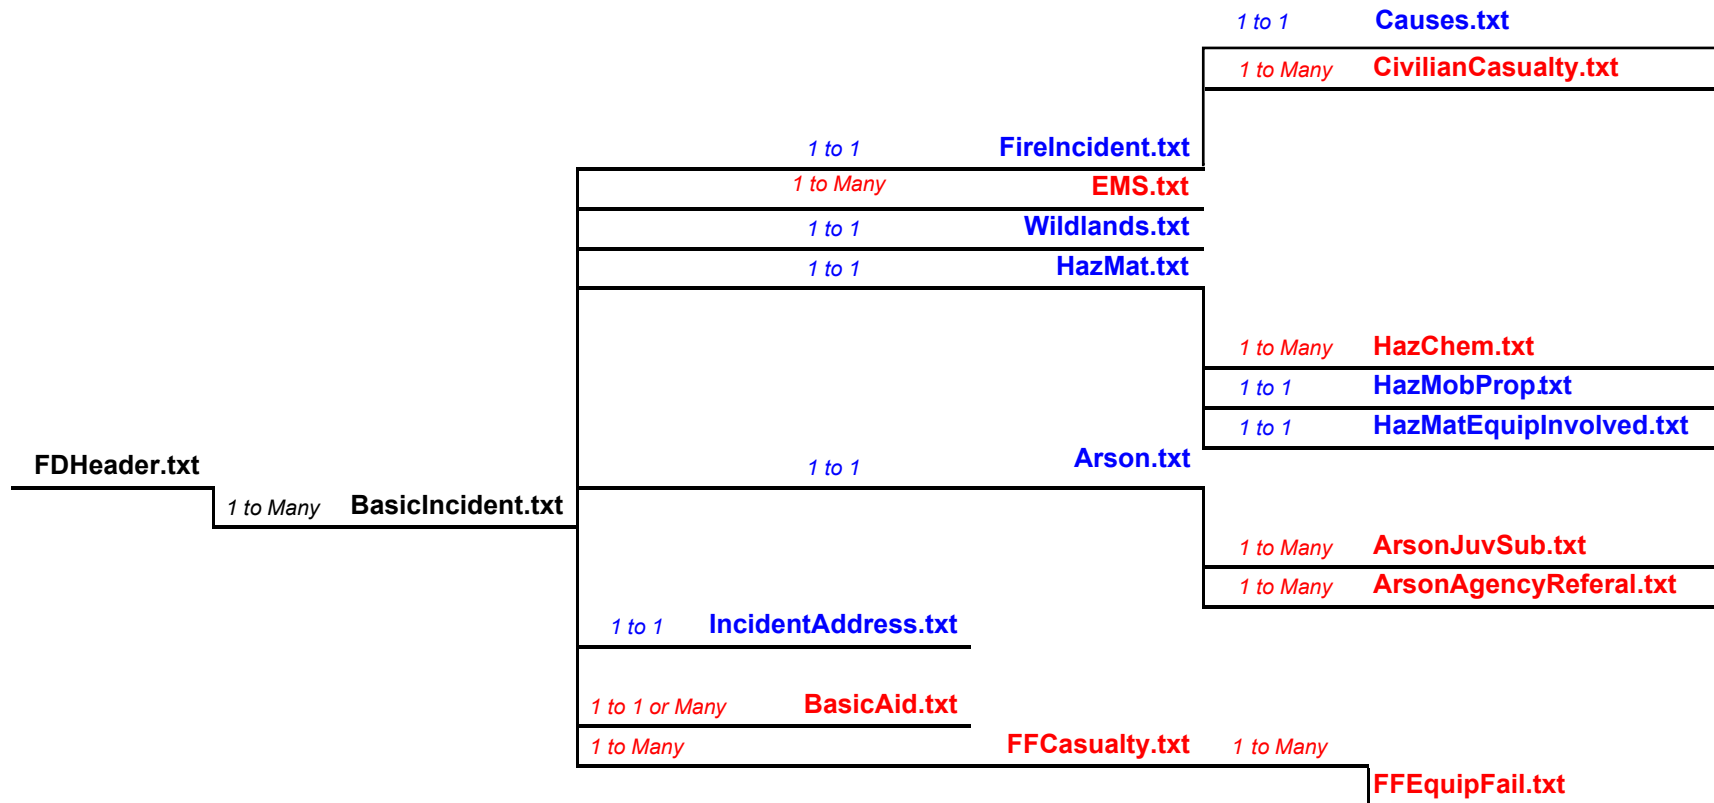 1 to 1 Causes.txt
1 to Many CivilianCasualty.txt
1 to 1 FireIncident.txt
1 to Many EMS.txt
1 to 1 Wildlands.txt
1 to 1 HazMat.txt
1 to Many HazChem.txt
1 to 1 HazMobProp.txt
1 to 1 HazMatEquipInvolved.txt
FDHeader.txt 1 to 1 Arson.txt
1 to Many BasicIncident.txt
1 to Many ArsonJuvSub.txt
1 to Many ArsonAgencyReferal.txt
1 to 1 IncidentAddress.txt
1 to 1 or Many BasicAid.txt
1 to Many FFCasualty.txt 1 to Many
FFEquipFail.txt